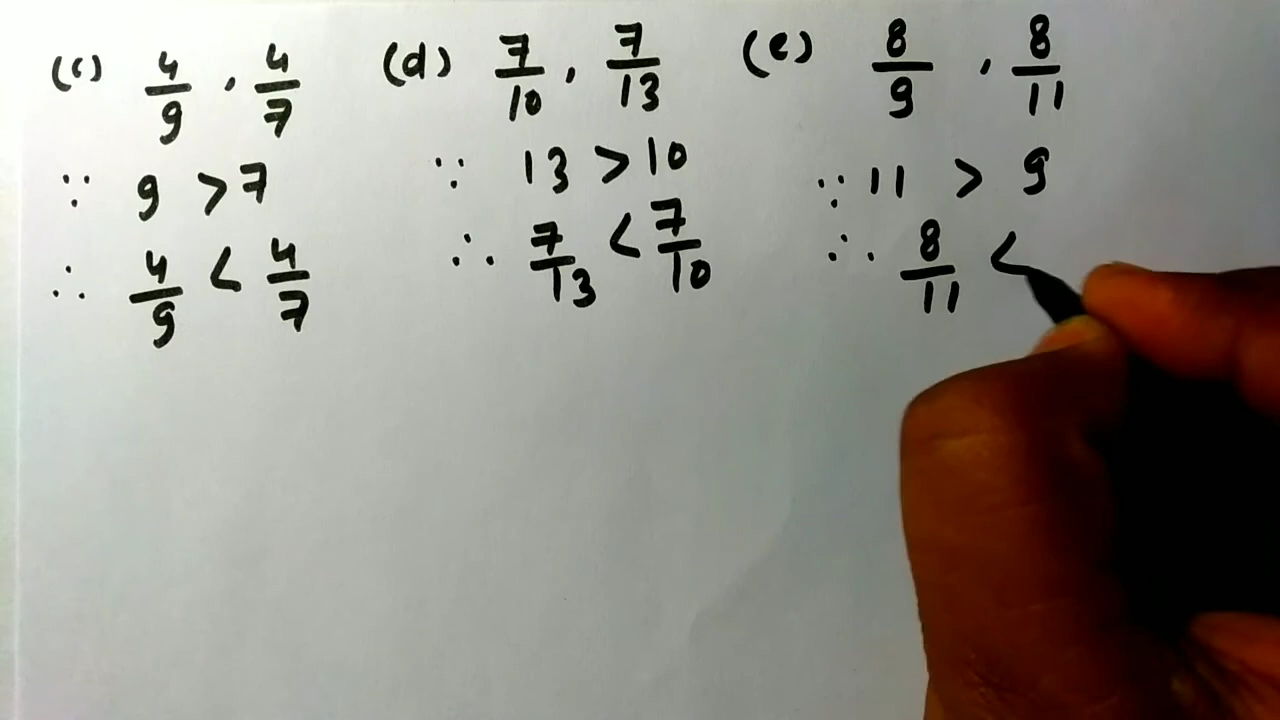 (c) 4/9 , 4/7 (d) 7/10 , 7/13 (e) 8/9 , 8/11
∵ 9 > 7 ∵ 13 > 10 ∵ 11 > 9
∴ 4/9 < 4/7 ∴ 7/13 < 7/10 ∴ 8/11 <